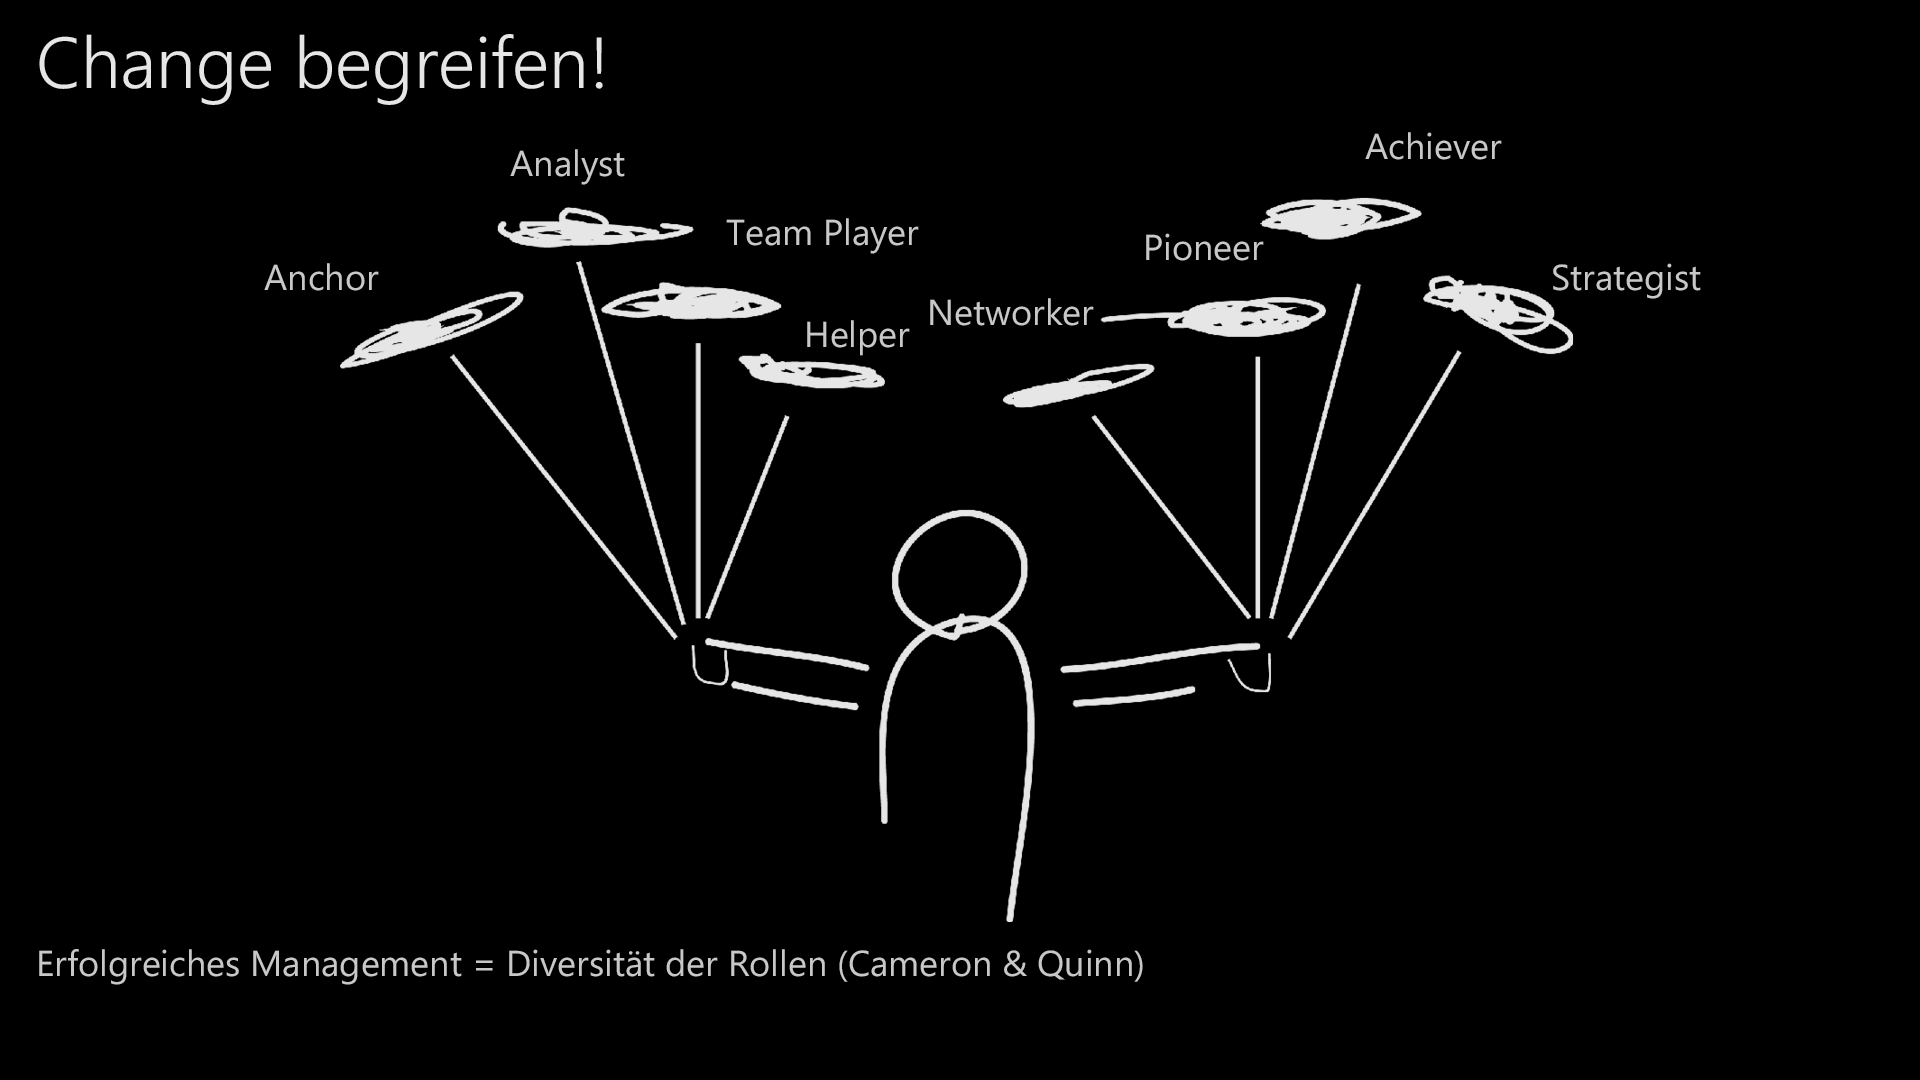 Change begreifen!
Achiever
Analyst
Team Player
Pioneer
Anchor
Strategist
Networker
Helper
Erfolgreiches Management = Diversität der Rollen (Cameron & Quinn)